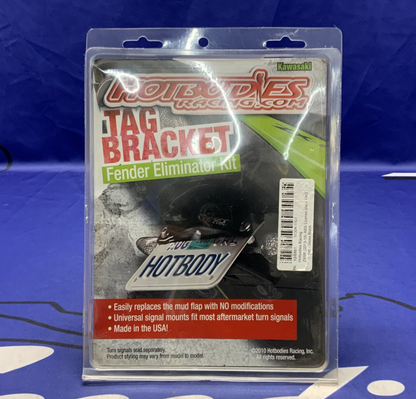 Kawasaki
HOTBODIES
RACING.COM
TAG
BRACKET
Fender Eliminator Kit
HOTBODY
• Easily replaces the mud flap with NO modifications
• Universal signal mounts fit most aftermarket turn signals
• Made in the USA!
Turn signals sold separately.
Product styling may vary from model to model.
©2010 Hotbodies Racing, Inc.
All rights reserved.